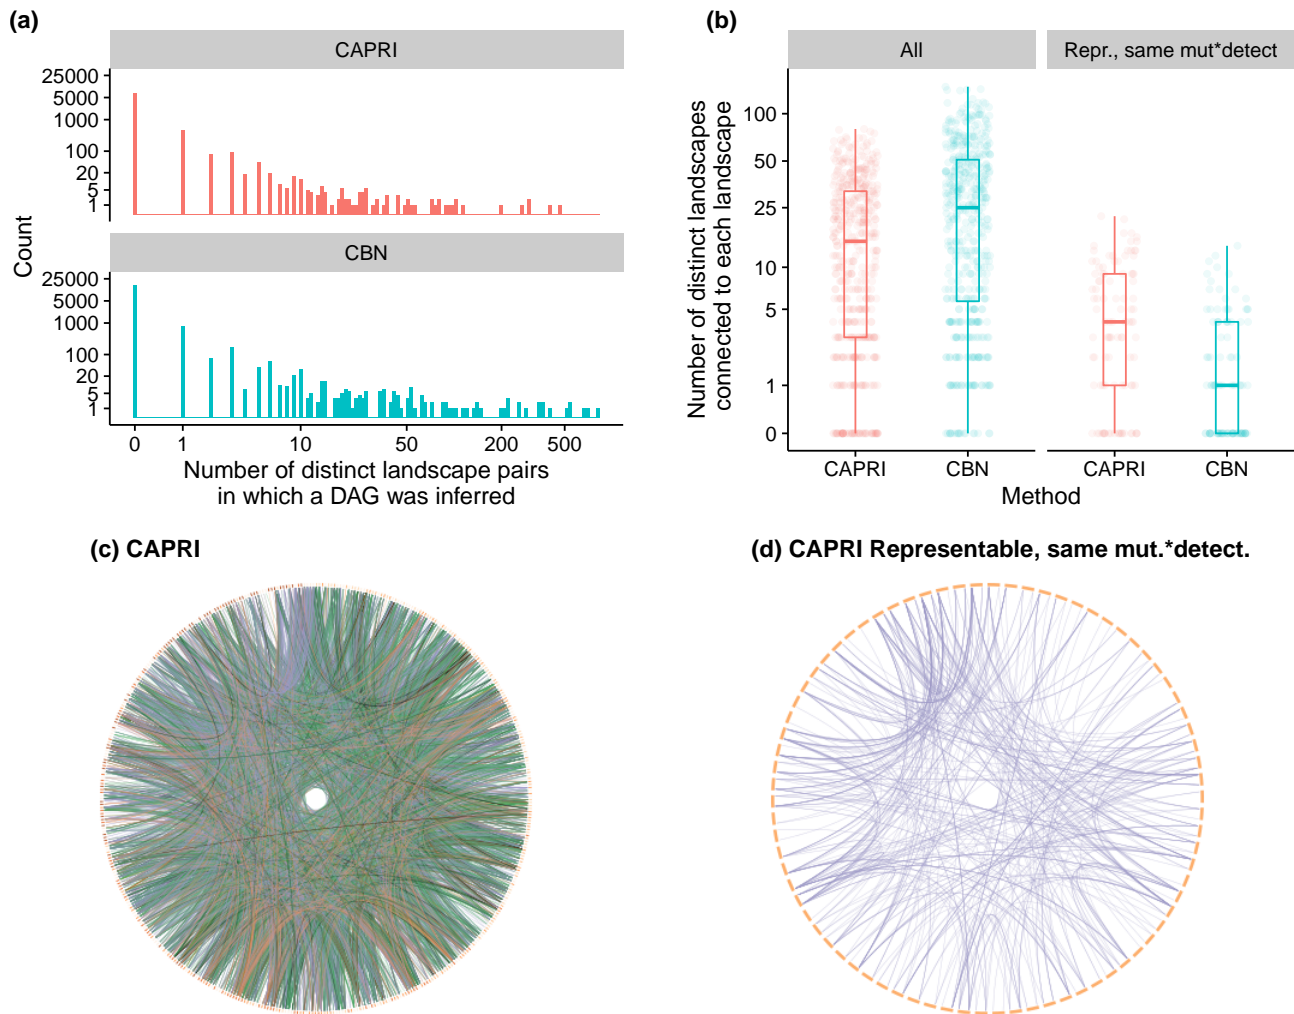 (a)
CAPRI
25000
5000
1000
100
20
5
1
CBN
25000
5000
1000
100
20
5
1
Count
0 1 10 50 200 500
Number of distinct landscape pairs
in which a DAG was inferred
(b)
All
Repr., same mut*detect
100
50
25
10
5
1
0
Number of distinct landscapes
connected to each landscape
CAPRI CBN CAPRI CBN
Method
(c) CAPRI
(d) CAPRI Representable, same mut.*detect.